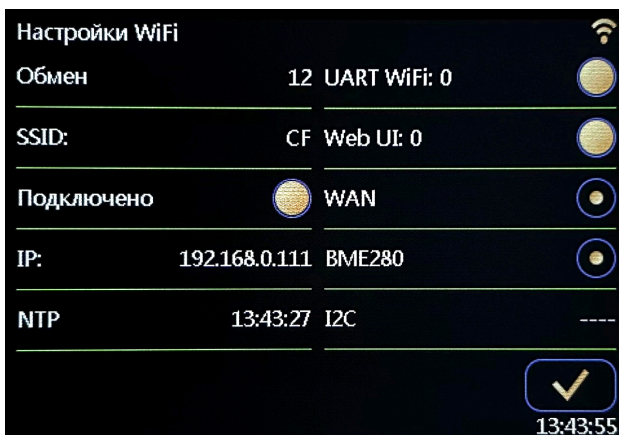 Настройки WiFi
Обмен 12 UART WiFi: 0
SSID: CF Web UI: 0
Подключено WAN
IP: 192.168.0.111 BME280
NTP 13:43:27 I2C ----
13:43:55